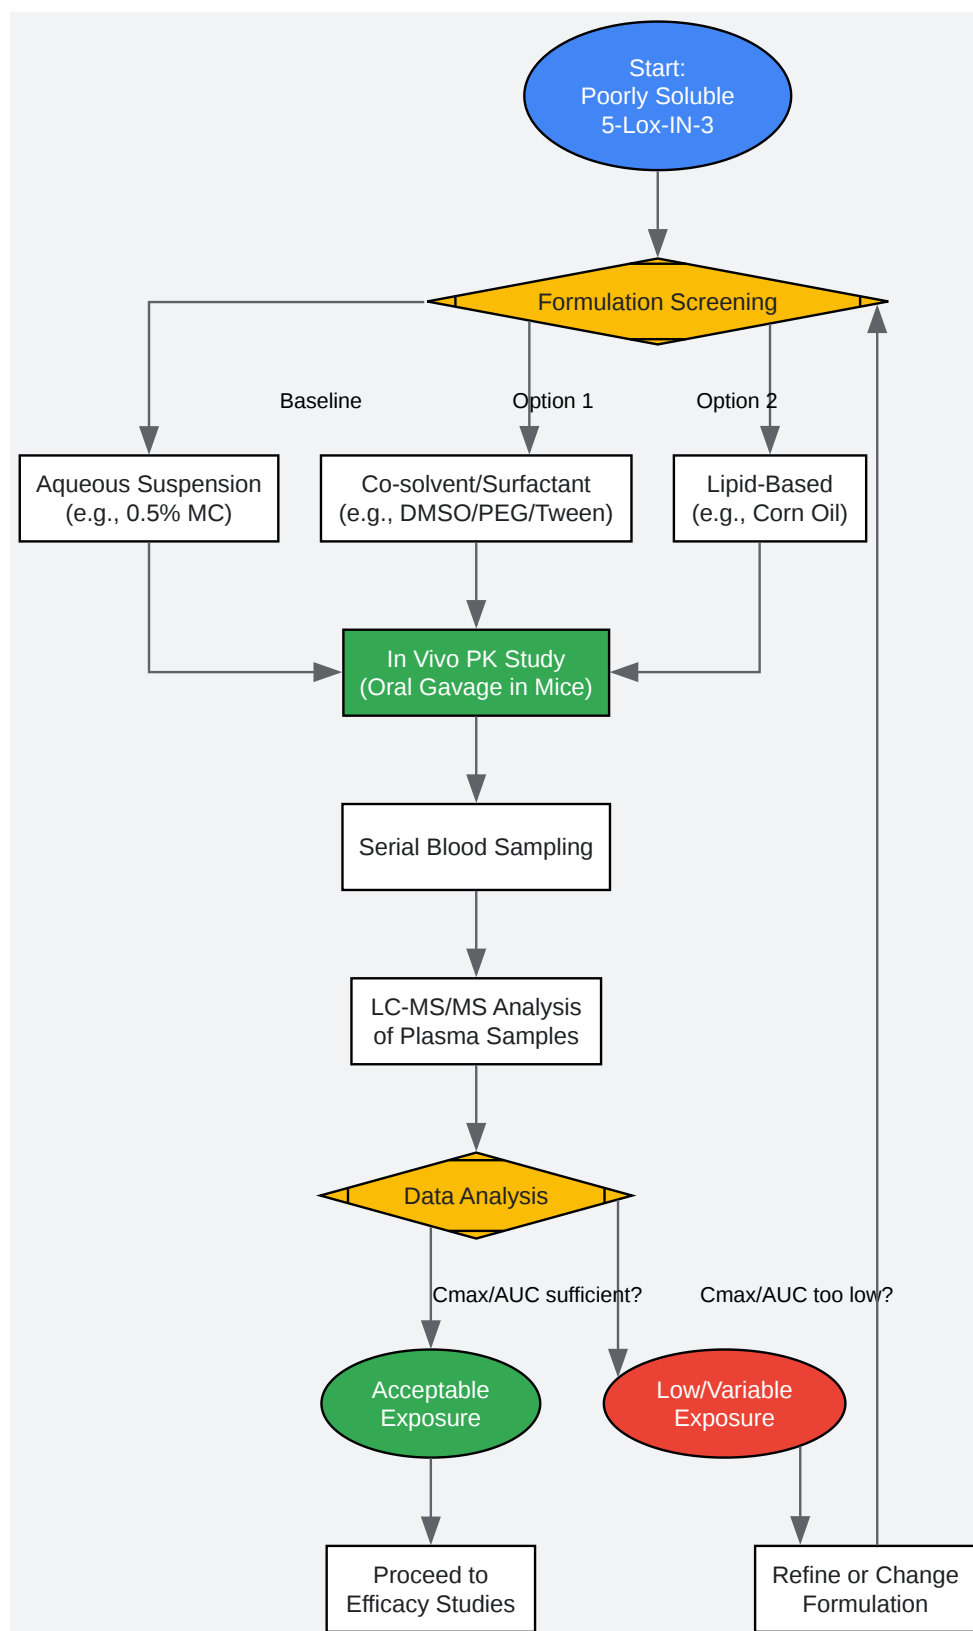 Start:
Poorly Soluble
5-Lox-IN-3
Formulation Screening
Baseline
Option 1
Option 2
Aqueous Suspension
(e.g., 0.5% MC)
Co-solvent/Surfactant
(e.g., DMSO/PEG/Tween)
Lipid-Based
(e.g., Corn Oil)
In Vivo PK Study
(Oral Gavage in Mice)
Serial Blood Sampling
LC-MS/MS Analysis
of Plasma Samples
Data Analysis
Cmax/AUC sufficient?
Cmax/AUC too low?
Acceptable
Exposure
Low/Variable
Exposure
Proceed to
Efficacy Studies
Refine or Change
Formulation